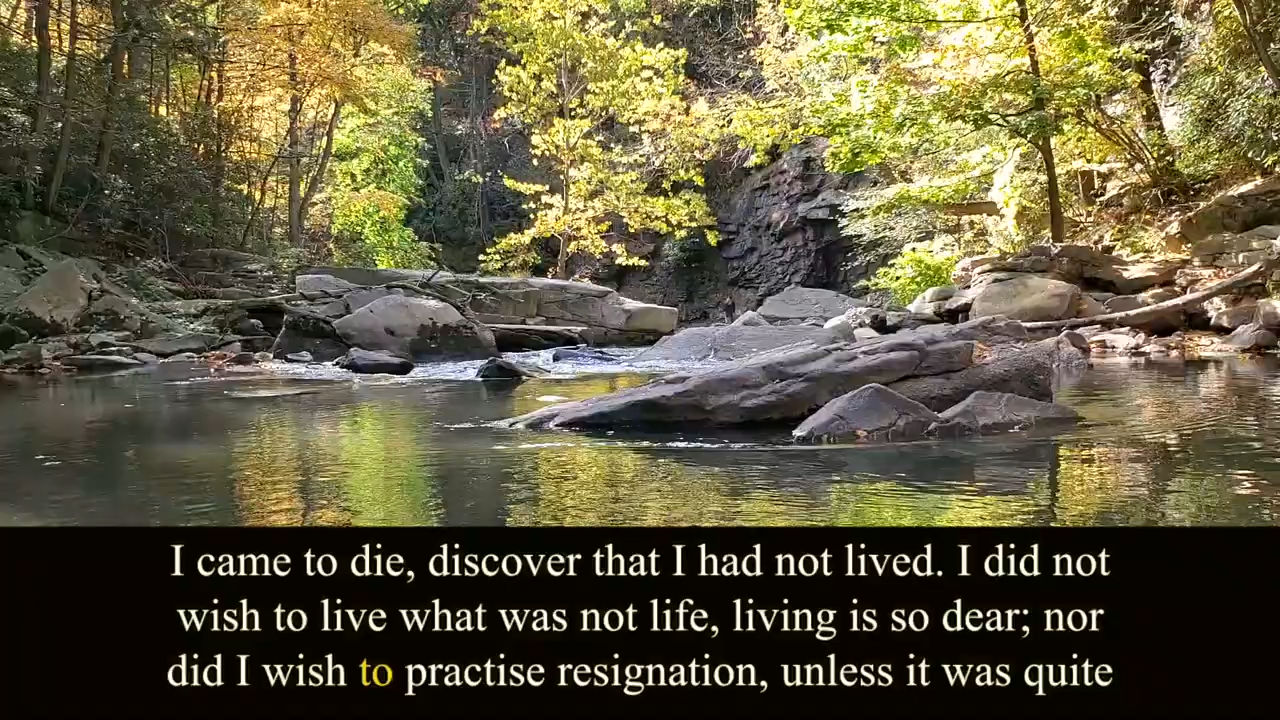 I came to die, discover that I had not lived. I did not
wish to live what was not life, living is so dear; nor
did I wish to practise resignation, unless it was quite